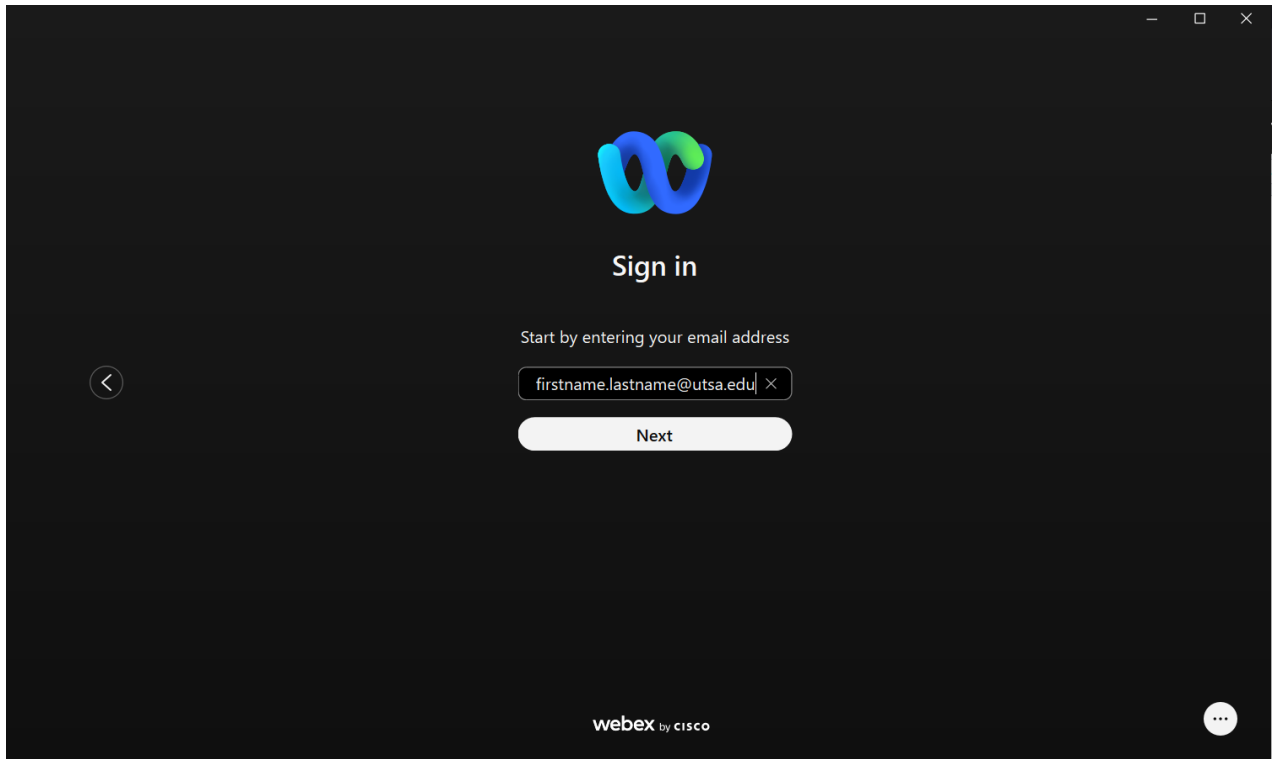 Sign in
Start by entering your email address
firstname.lastname@utsa.edu
Next
webex by CISCO